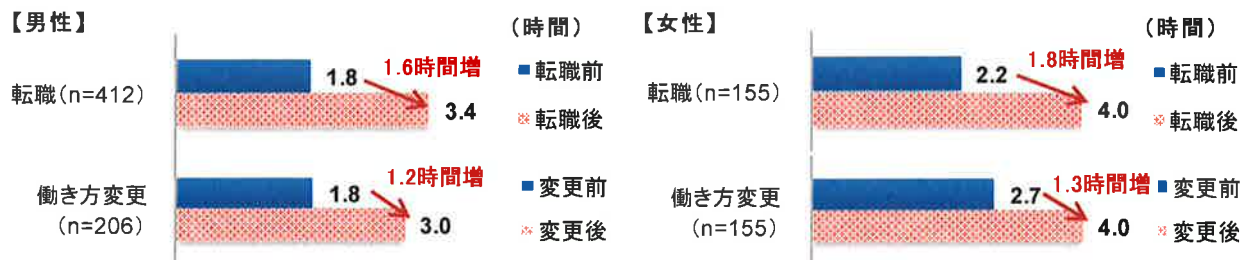 【男性】
(時間)
転職(n=412)
1.8
1.6時間増
3.4
転職前
転職後
働き方変更
(n=206)
1.8
1.2時間増
3.0
変更前
変更後
【女性】
(時間)
転職(n=155)
2.2
1.8時間増
4.0
転職前
転職後
働き方変更
(n=155)
2.7
1.3時間増
4.0
変更前
変更後